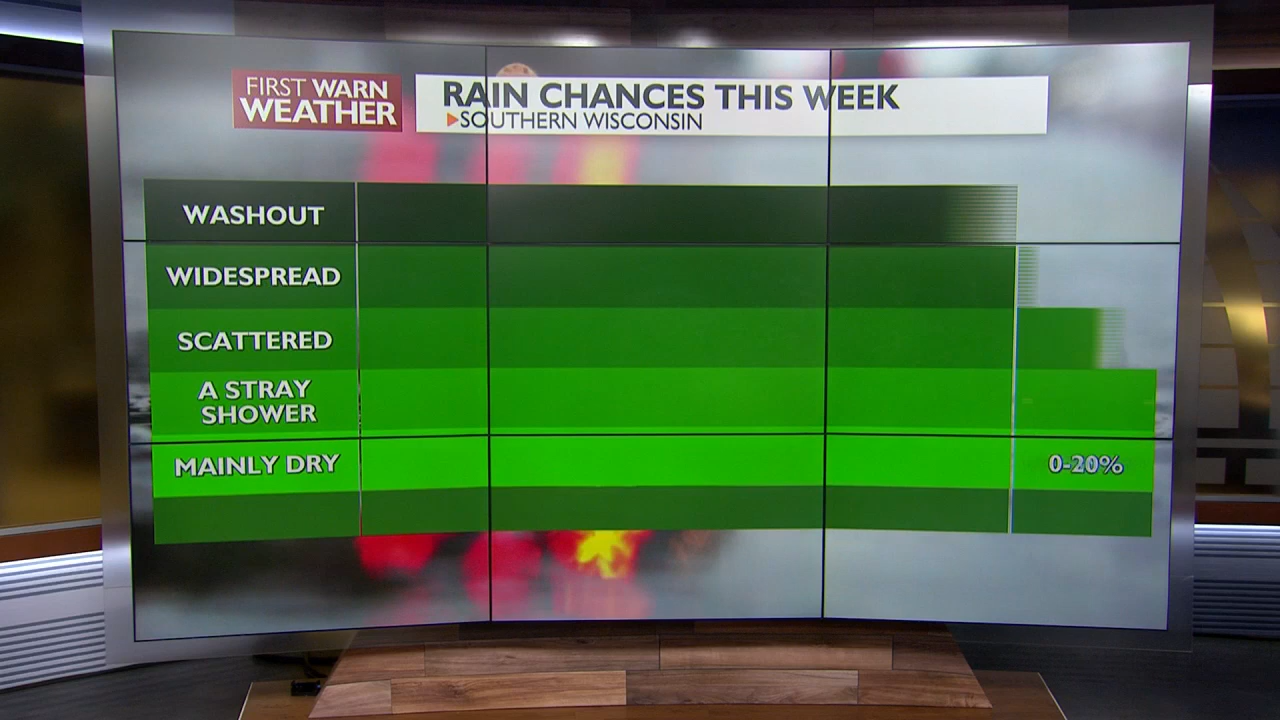 FIRST WARN
WEATHER
RAIN CHANCES THIS WEEK
SOUTHERN WISCONSIN
WASHOUT
WIDESPREAD
SCATTERED
A STRAY
SHOWER
MAINLY DRY
0-20%